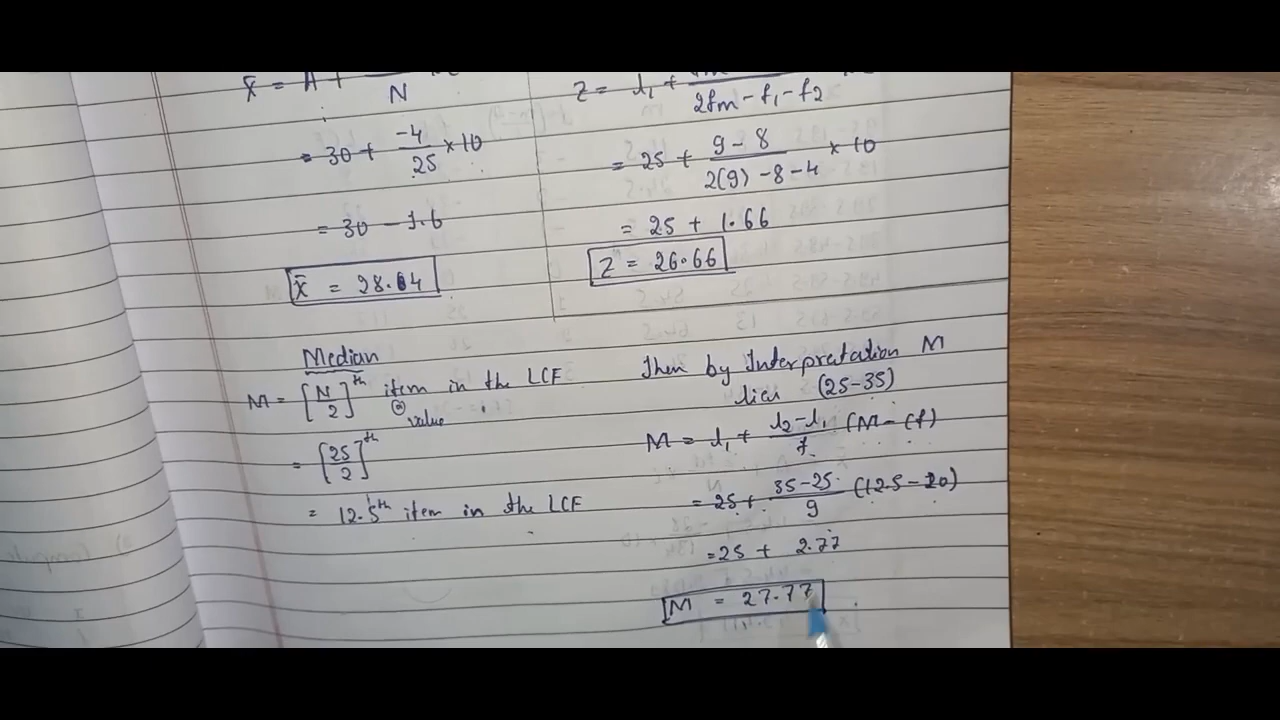 x̄ = A + ―― N
= 30 + -4/25 × 10
= 30 - 1.6
x̄ = 28.04
Z = l₁ + ―― 2fm - f₁ - f₂
= 25 + 9-8/2(9)-8-4 × 10
= 25 + 1.66
Z = 26.66
Median
M = [N/2]th item in the LCF
(or) value
= [25/2]th
= 12.5th item in the LCF
Then by Interpretation M
lies (25-35)
M = l₁ + l₂-l₁/f (M-Cf)
= 25 + 35-25/9 (12.5-20)
= 25 + 2.77
M = 27.77